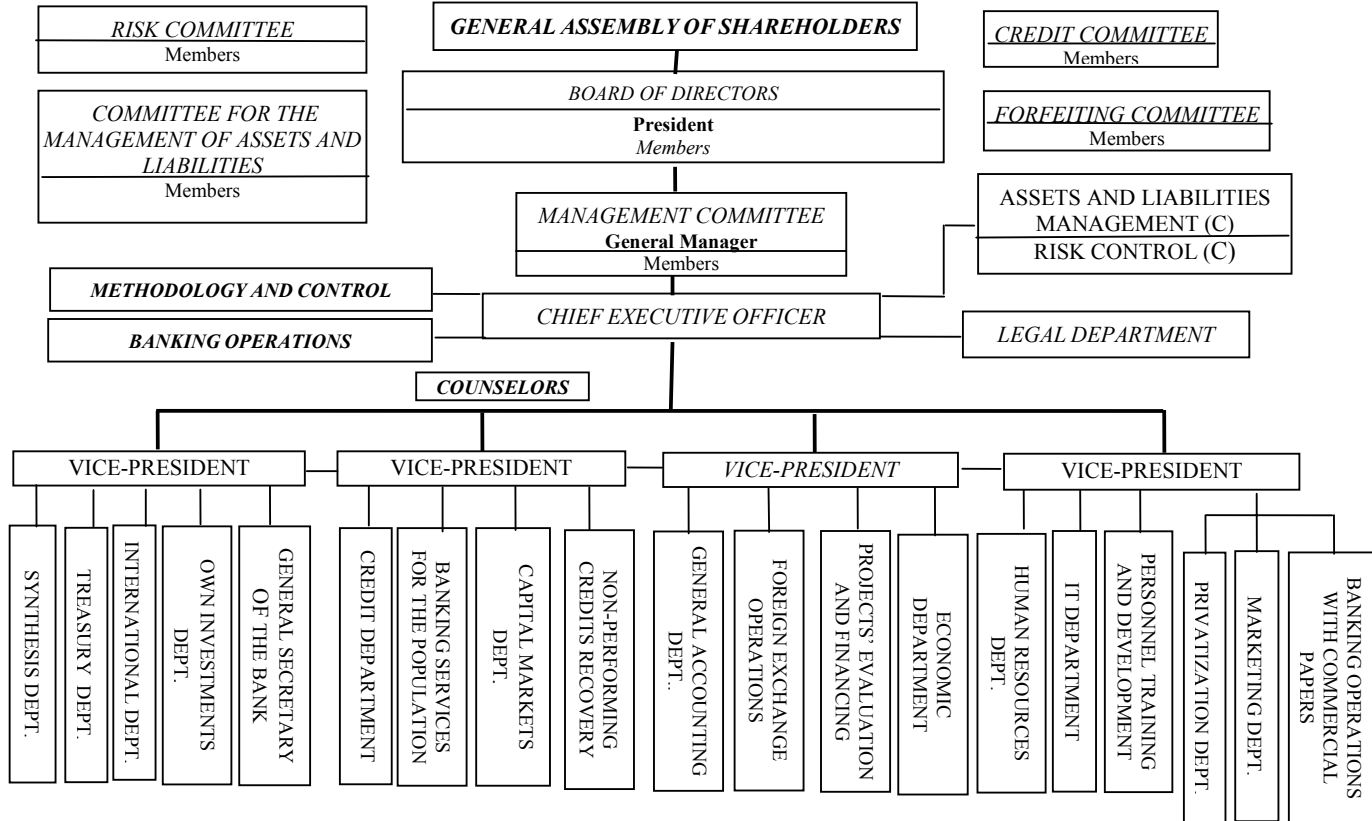 RISK COMMITTEE
Members
GENERAL ASSEMBLY OF SHAREHOLDERS
CREDIT COMMITTEE
Members
COMMITTEE FOR THE
MANAGEMENT OF ASSETS AND
LIABILITIES
Members
BOARD OF DIRECTORS
President
Members
FORFEITING COMMITTEE
Members
MANAGEMENT COMMITTEE
General Manager
Members
ASSETS AND LIABILITIES
MANAGEMENT (C)
RISK CONTROL (C)
METHODOLOGY AND CONTROL
CHIEF EXECUTIVE OFFICER
BANKING OPERATIONS
LEGAL DEPARTMENT
COUNSELORS
VICE-PRESIDENT
VICE-PRESIDENT
VICE-PRESIDENT
VICE-PRESIDENT
SYNTHESIS DEPT.
TREASURY DEPT.
INTERNATIONAL DEPT.
OWN INVESTMENTS
DEPT.
GENERAL SECRETARY
OF THE BANK
CREDIT DEPARTMENT
BANKING SERVICES
FOR THE POPULATION
CAPITAL MARKETS
DEPT.
NON-PERFORMING
CREDITS RECOVERY
GENERAL ACCOUNTING
DEPT..
FOREIGN EXCHANGE
OPERATIONS
PROJECTS' EVALUATION
AND FINANCING
ECONOMIC
DEPARTMENT
HUMAN RESOURCES
DEPT.
IT DEPARTMENT
PERSONNEL TRAINING
AND DEVELOPMENT
PRIVATIZATION DEPT.
MARKETING DEPT.
BANKING OPERATIONS
WITH COMMERCIAL
PAPERS